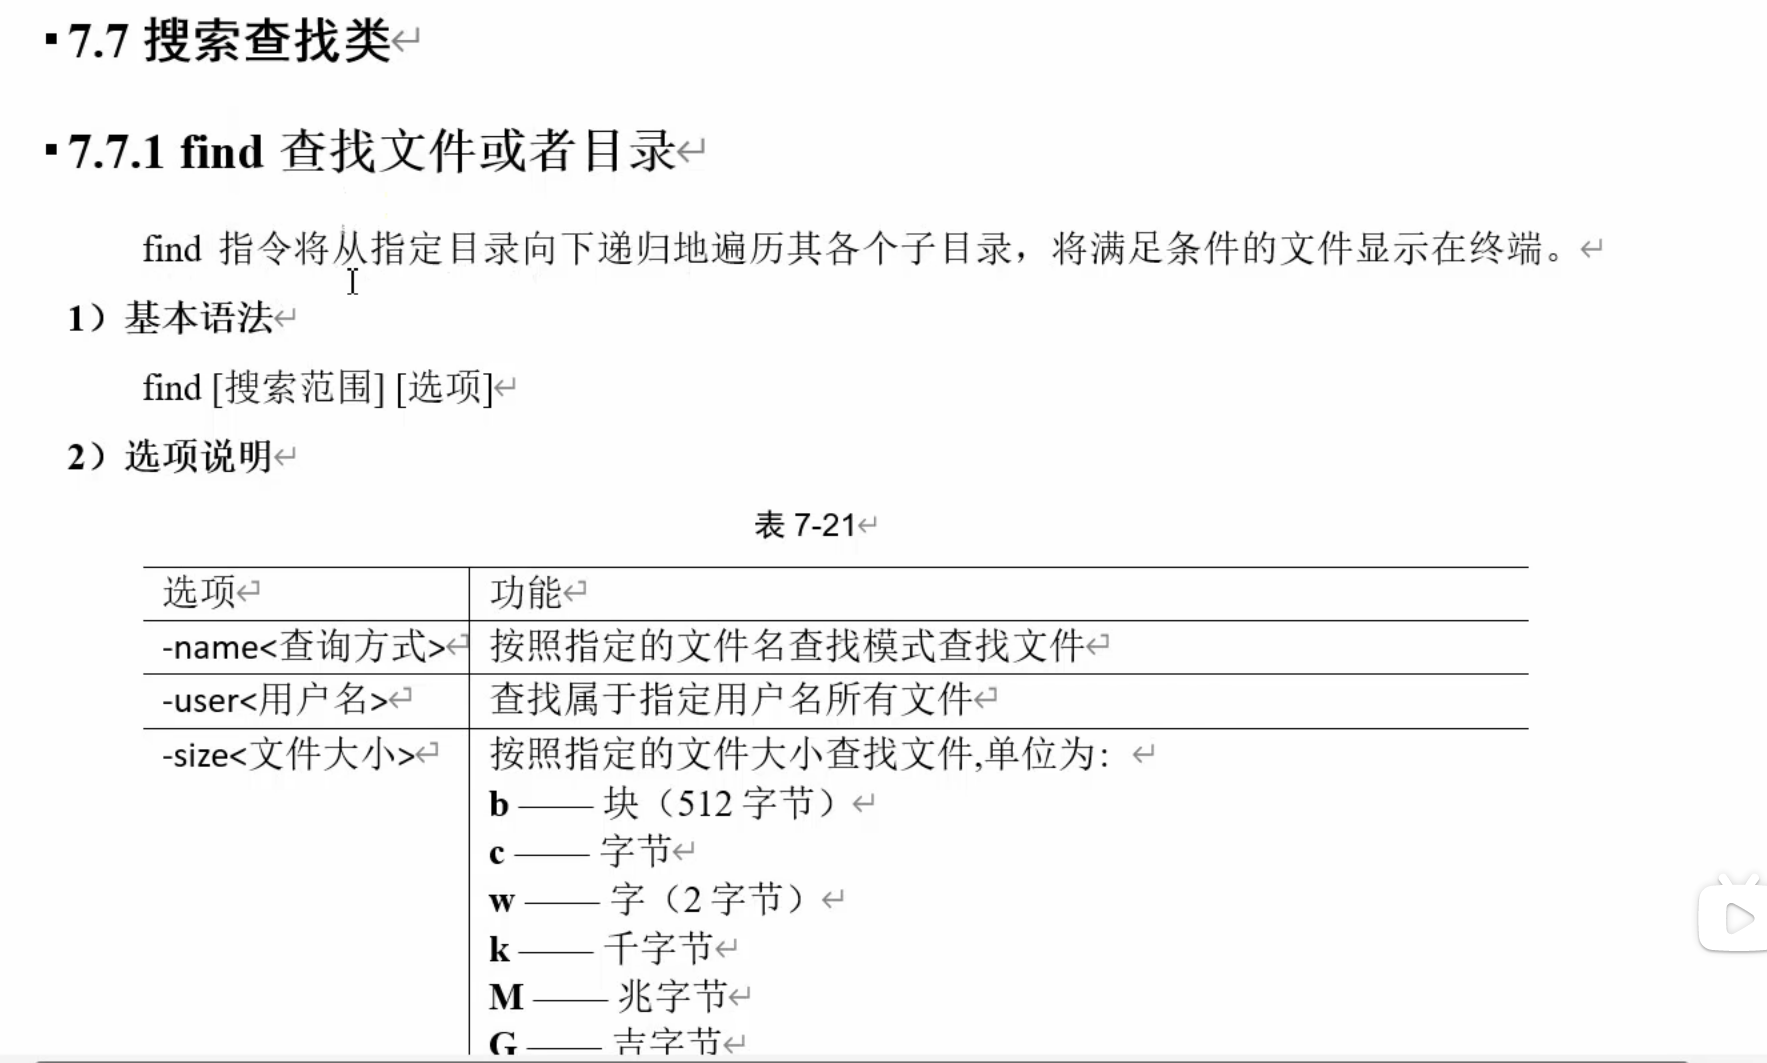 7.7 搜索查找类
7.7.1 find 查找文件或者目录
find 指令将从指定目录向下递归地遍历其各个子目录，将满足条件的文件显示在终端。
1）基本语法
find [搜索范围] [选项]
2）选项说明
表 7-21
选项 功能
-name<查询方式> 按照指定的文件名查找模式查找文件
-user<用户名> 查找属于指定用户名所有文件
-size<文件大小> 按照指定的文件大小查找文件,单位为：
b —— 块（512 字节）
c —— 字节
w —— 字（2 字节）
k —— 千字节
M —— 兆字节
G —— 吉字节